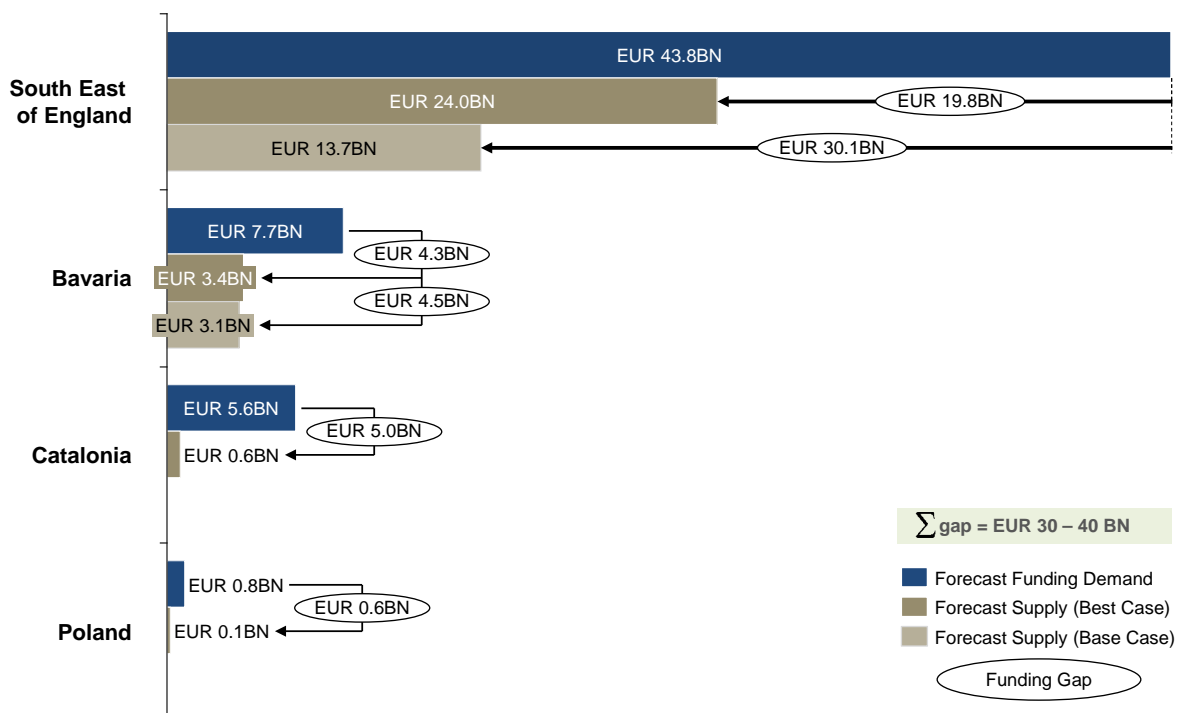 South East
of England
EUR 43.8BN
EUR 24.0BN
EUR 19.8BN
EUR 13.7BN
EUR 30.1BN
Bavaria
EUR 7.7BN
EUR 4.3BN
EUR 3.4BN
EUR 4.5BN
EUR 3.1BN
Catalonia
EUR 5.6BN
EUR 5.0BN
EUR 0.6BN
Poland
EUR 0.8BN
EUR 0.6BN
EUR 0.1BN
∑ gap = EUR 30 – 40 BN
Forecast Funding Demand
Forecast Supply (Best Case)
Forecast Supply (Base Case)
Funding Gap